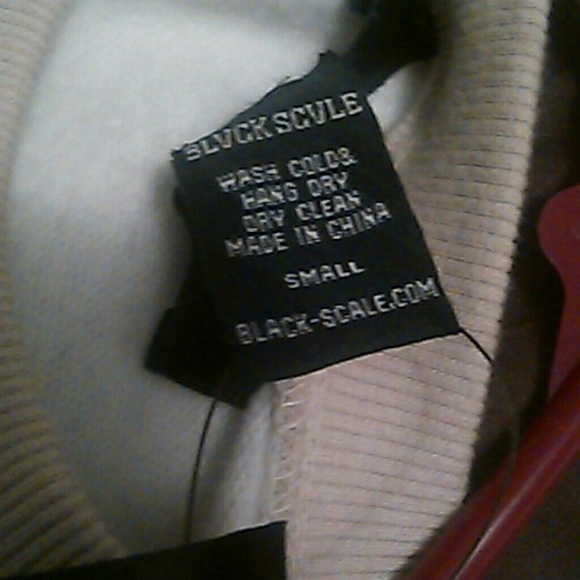 BLVCK SCVLE
WASH COLD&
HANG DRY
DRY CLEAN
MADE IN CHINA
SMALL
BLACK-SCALE.COM